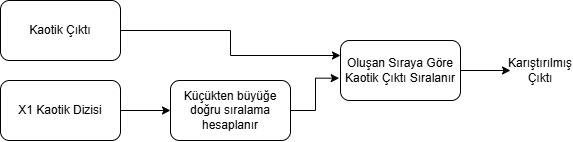 Kaotik Çıktı
X1 Kaotik Dizisi
Küçükten büyüğe
doğru sıralama
hesaplanır
Oluşan Sıraya Göre
Kaotik Çıktı Sıralanır
Karıştırılmış
Çıktı